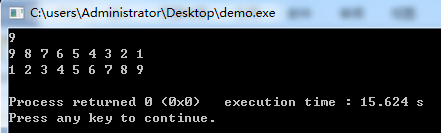 C:\users\Administrator\Desktop\demo.exe
9
9 8 7 6 5 4 3 2 1
1 2 3 4 5 6 7 8 9
Process returned 0 (0x0)   execution time : 15.624 s
Press any key to continue.